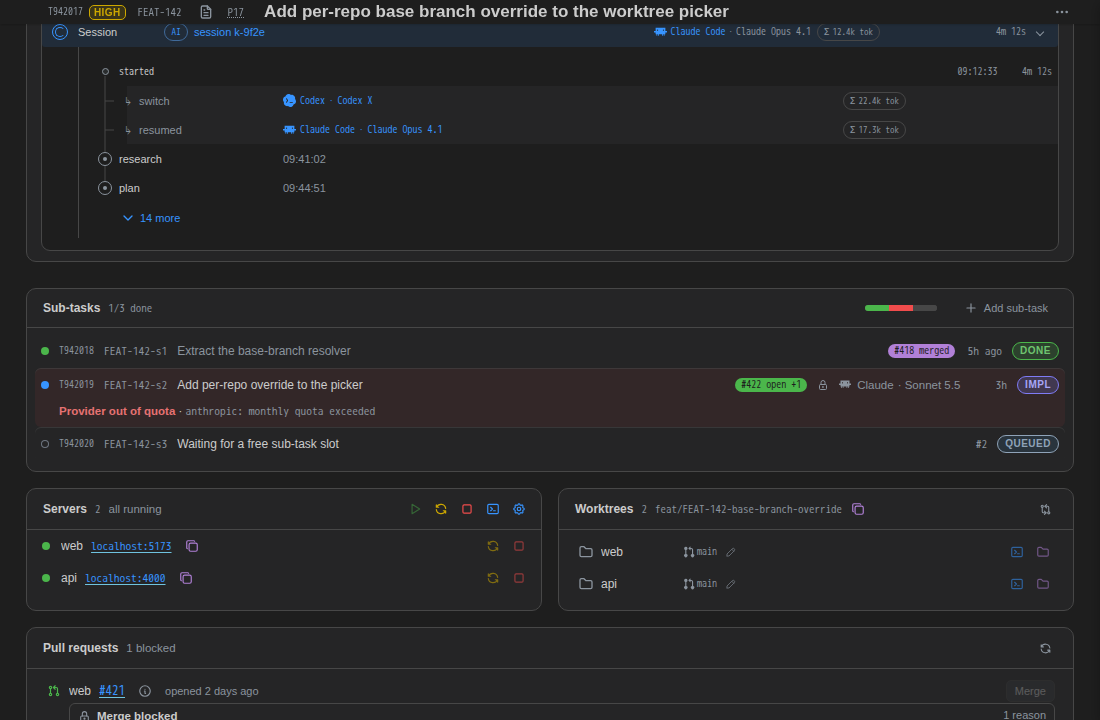 T942017 HIGH FEAT-142 P17 Add per-repo base branch override to the worktree picker
Session AI session k-9f2e Claude Code · Claude Opus 4.1 Σ 12.4k tok 4m 12s
started 09:12:33 4m 12s
↳ switch Codex · Codex X Σ 22.4k tok
↳ resumed Claude Code · Claude Opus 4.1 Σ 17.3k tok
research 09:41:02
plan 09:44:51
14 more
Sub-tasks 1/3 done + Add sub-task
T942018 FEAT-142-s1 Extract the base-branch resolver #418 merged 5h ago DONE
T942019 FEAT-142-s2 Add per-repo override to the picker #422 open +1 Claude · Sonnet 5.5 3h IMPL
Provider out of quota · anthropic: monthly quota exceeded
T942020 FEAT-142-s3 Waiting for a free sub-task slot #2 QUEUED
Servers 2 all running
web localhost:5173
api localhost:4000
Worktrees 2 feat/FEAT-142-base-branch-override
web main
api main
Pull requests 1 blocked
web #421 opened 2 days ago Merge
Merge blocked 1 reason